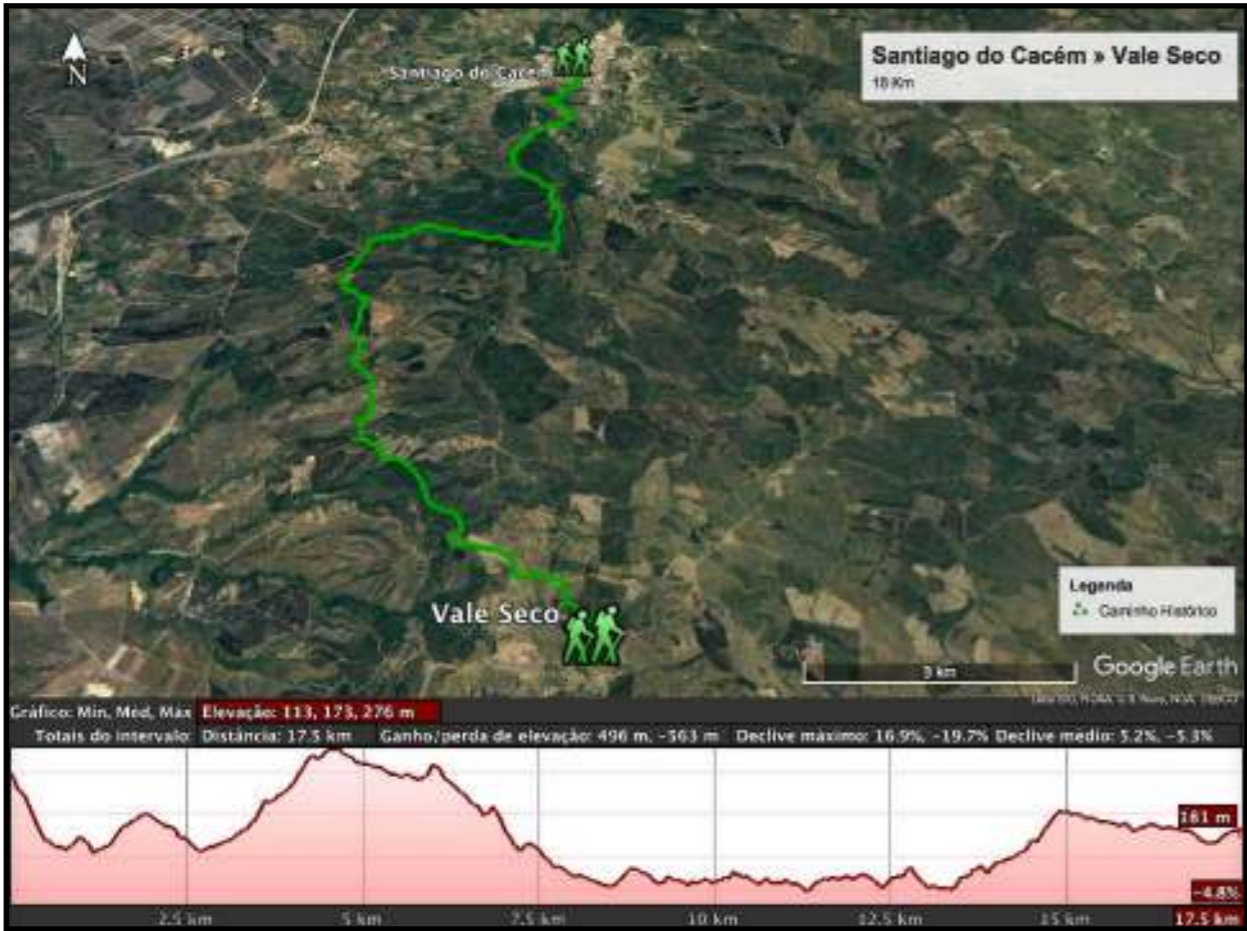 N
Santiago do Cacém
Santiago do Cacém » Vale Seco
18 Km
Vale Seco
Legenda
Caminho Histórico
3 km
Google Earth
Gráfico: Min, Med, Max Elevação: 113, 173, 276 m
Totais do intervalo: Distância: 17.5 km Ganho/perda de elevação: 496 m, -563 m Declive máximo: 16.9%, -19.7% Declive médio: 5.2%, -5.3%
181 m
-4.8%
2.5 km 5 km 7.5 km 10 km 12.5 km 15 km 17.5 km